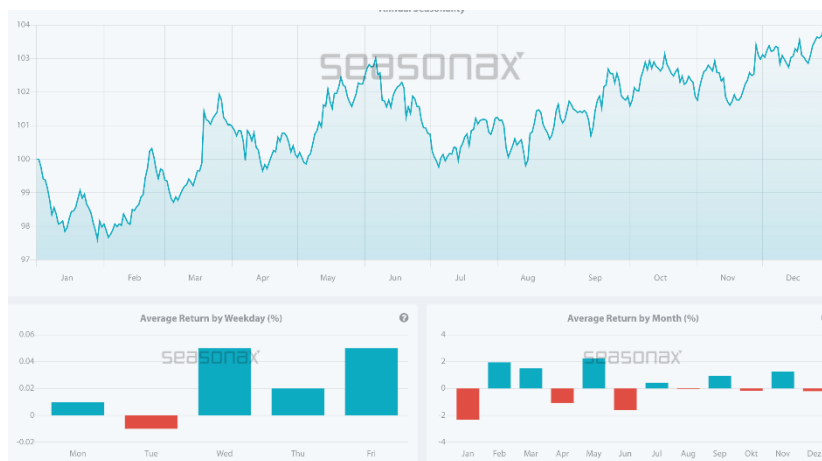 Annual Seasonality
104
seasonax
103
102
101
100
99
98
97
Jan Feb Mar Apr May Jun Jul Aug Sep Oct Nov Dec
Average Return by Weekday (%) ?
0.06
seasonax
0.04
0.02
0
-0.02
Mon Tue Wed Thu Fri
Average Return by Month (%)
4
seasonax
2
0
-2
-4
Jan Feb Mar Apr May Jun Jul Aug Sep Okt Nov Dez